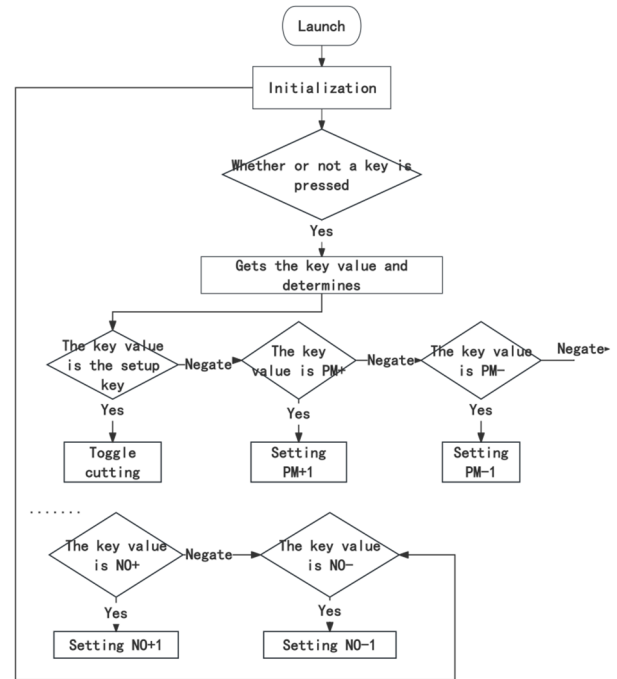 Launch
Initialization
Whether or not a key is
pressed
Yes
Gets the key value and
determines
The key value
is the setup
key
Negate
The key
value is PM+
Negate
The key value
is PM-
Negate
Yes
Yes
Yes
Toggle
cutting
Setting
PM+1
Setting
PM-1
.......
The key value
is NO+
Negate
The key value
is NO-
Yes
Yes
Setting NO+1
Setting NO-1